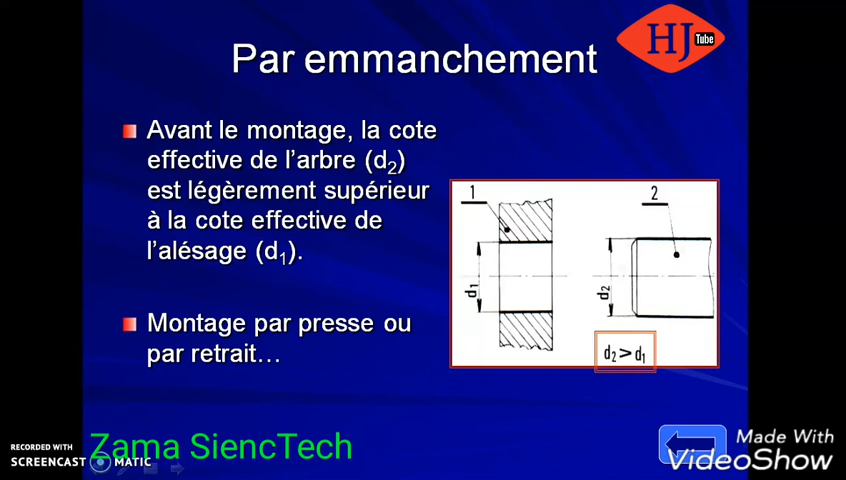 Par emmanchement
HJ
Tube
Avant le montage, la cote
effective de l'arbre (d2)
est légèrement supérieur
à la cote effective de
l'alésage (d1).
Montage par presse ou
par retrait…
1
2
d1
d2
d2 > d1
Zama SiencTech
RECORDED WITH
SCREENCAST MATIC
Made With
VideoShow